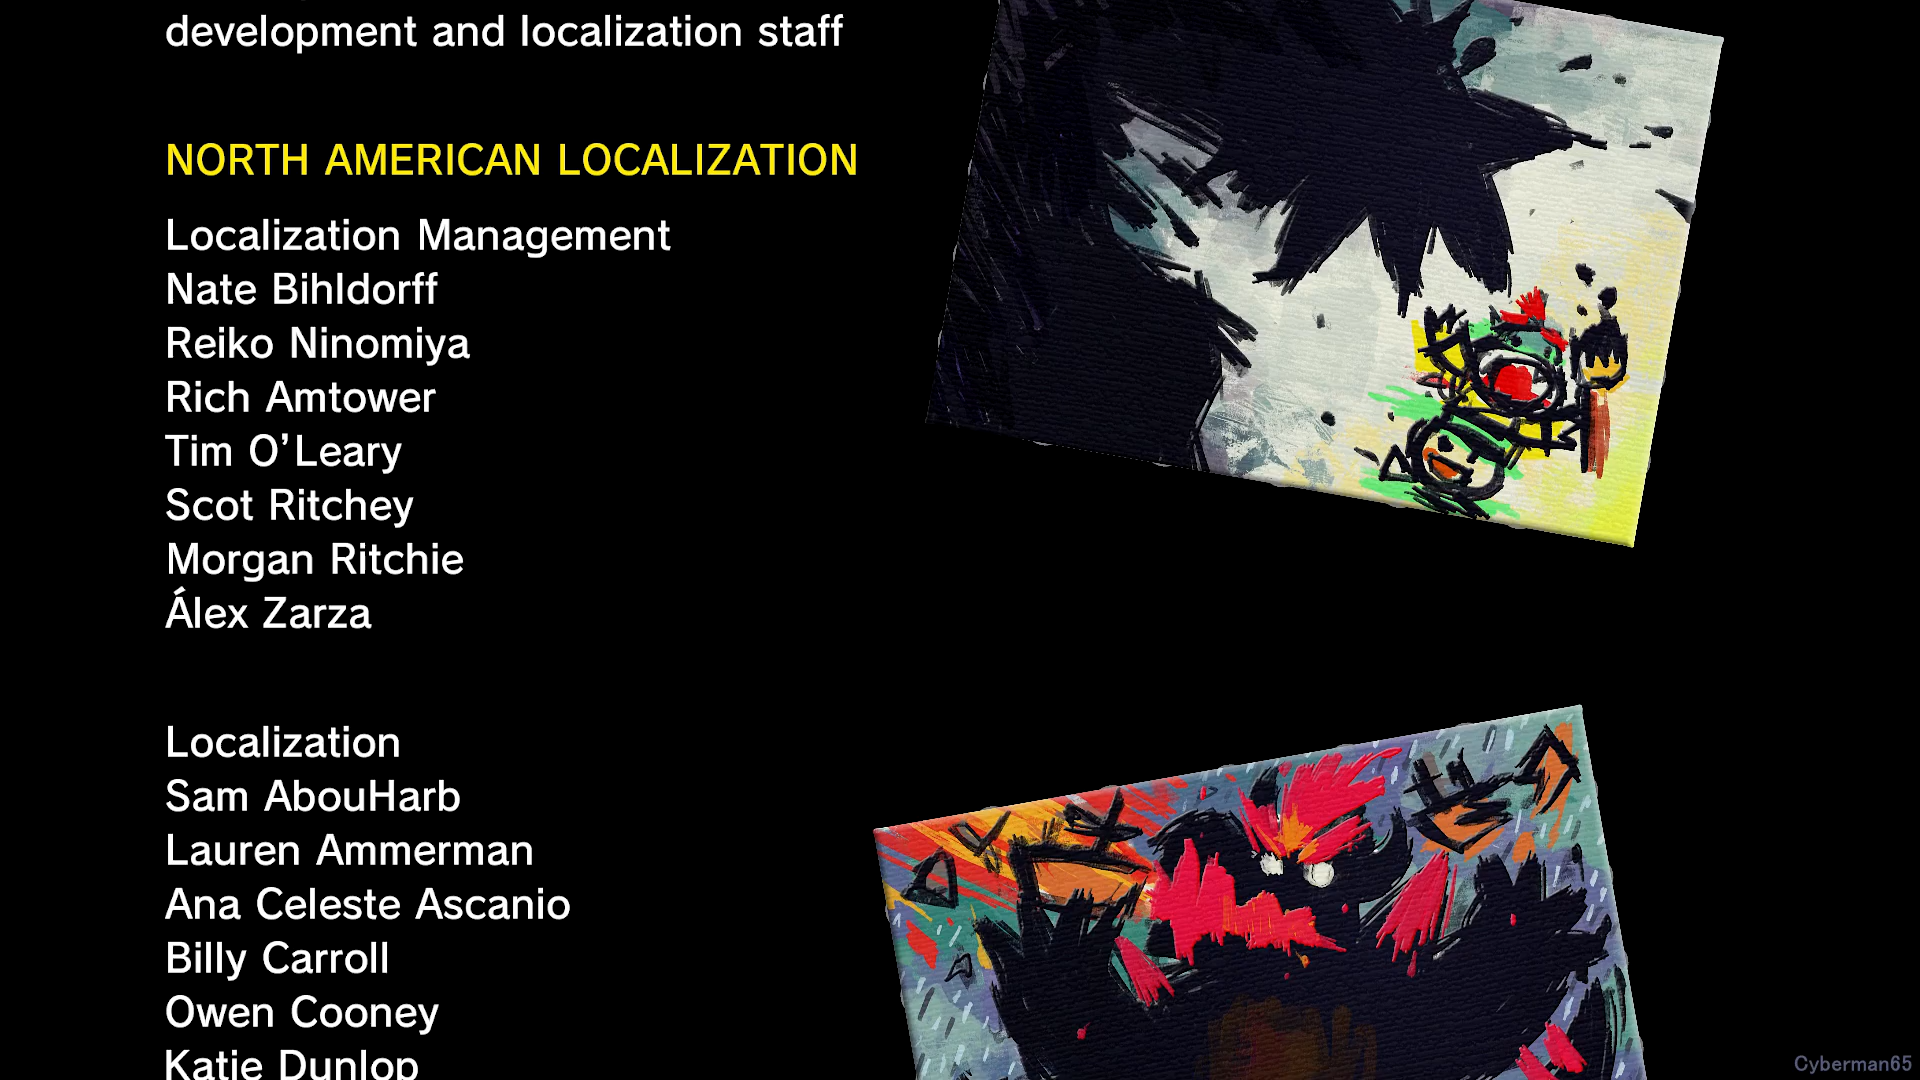 development and localization staff
NORTH AMERICAN LOCALIZATION
Localization Management
Nate Bihldorff
Reiko Ninomiya
Rich Amtower
Tim O’Leary
Scot Ritchey
Morgan Ritchie
Álex Zarza
Localization
Sam AbouHarb
Lauren Ammerman
Ana Celeste Ascanio
Billy Carroll
Owen Cooney
Katie Dunlop
Cyberman65